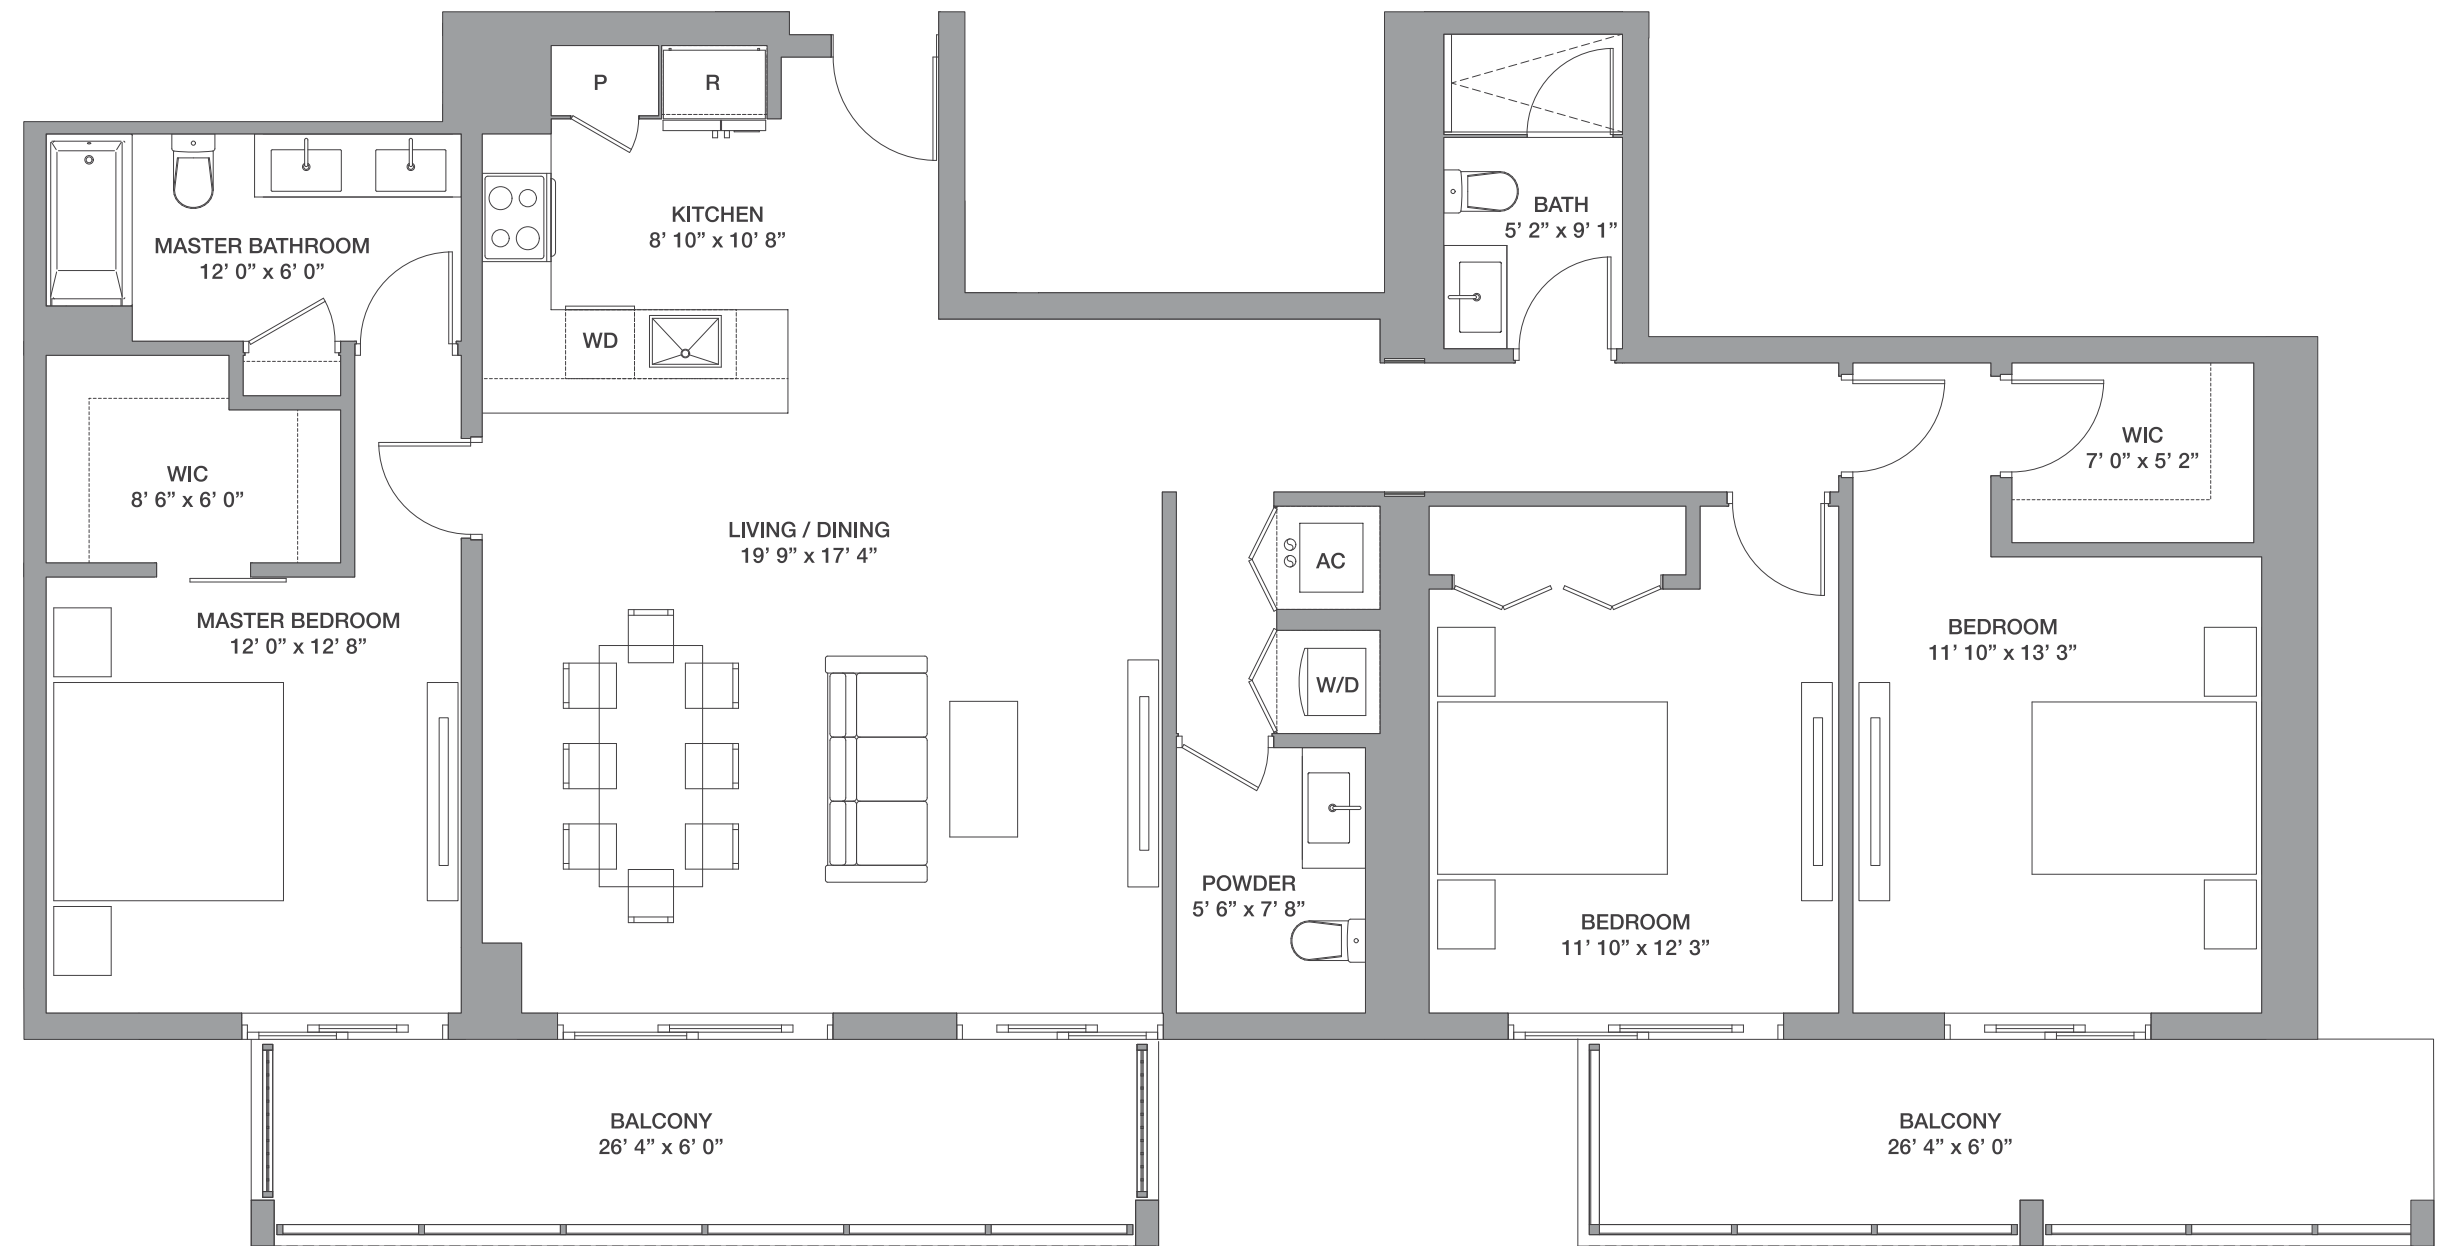 P
R
KITCHEN
8’ 10” x 10’ 8”
MASTER BATHROOM
12’ 0” x 6’ 0”
BATH
5’ 2” x 9’ 1”
WD
WIC
8’ 6” x 6’ 0”
WIC
7’ 0” x 5’ 2”
LIVING / DINING
19’ 9” x 17’ 4”
AC
MASTER BEDROOM
12’ 0” x 12’ 8”
W/D
BEDROOM
11’ 10” x 13’ 3”
POWDER
5’ 6” x 7’ 8”
BEDROOM
11’ 10” x 12’ 3”
BALCONY
26’ 4” x 6’ 0”
BALCONY
26’ 4” x 6’ 0”